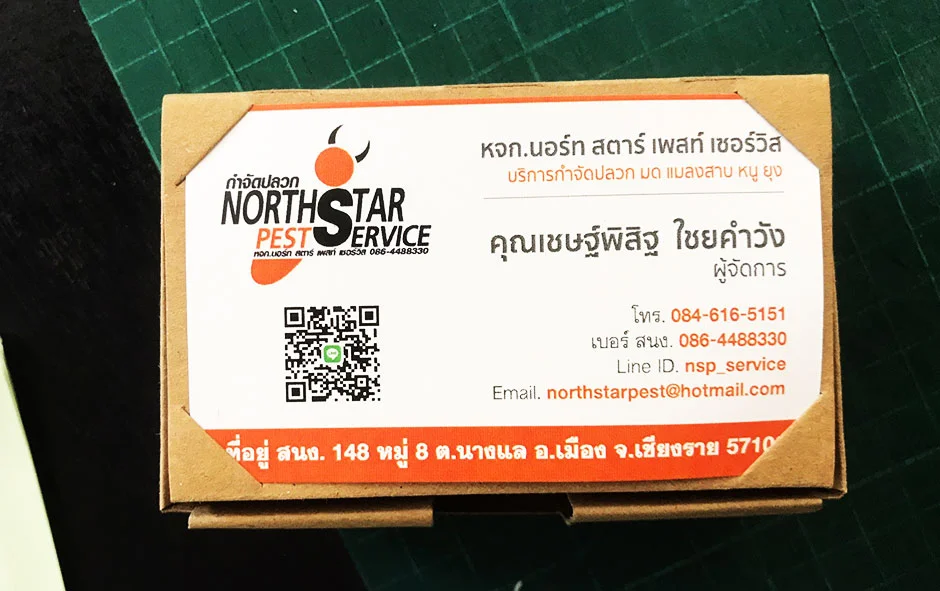 กำจัดปลวก
NORTHSTAR
PEST SERVICE
หจก.นอร์ท สตาร์ เพสท์ เซอร์วิส 086-4488330
หจก.นอร์ท สตาร์ เพสท์ เซอร์วิส
บริการกำจัดปลวก มด แมลงสาบ หนู ยุง
คุณเชษฐ์พิสิฐ ใชยคำวัง
ผู้จัดการ
โทร. 084-616-5151
เบอร์ สนง. 086-4488330
Line ID. nsp_service
Email. northstarpest@hotmail.com
ที่อยู่ สนง. 148 หมู่ 8 ต.นางแล อ.เมือง จ.เชียงราย 5710